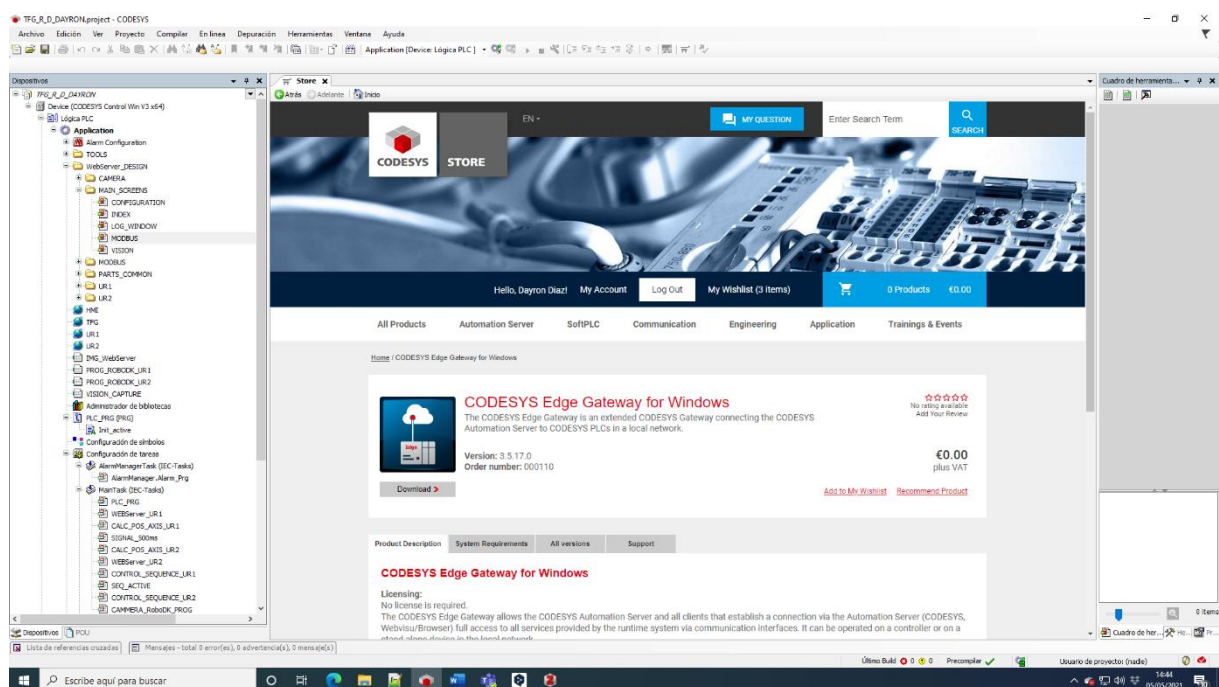 TFG_R_D_DAYRON.project - CODESYS
Archivo Edición Ver Proyecto Compilar En línea Depuración Herramientas Ventana Ayuda
Application [Device: Lógica PLC]
Dispositivos
TFG_R_D_DAYRON
Device (CODESYS Control Win V3 x64)
Lógica PLC
Application
Alarm Configuration
TOOLS
WebServer_DESIGN
CAMERA
MAIN_SCREENS
CONFIGURATION
INDEX
LOG_WINDOW
MODBUS
VISION
MODBUS
PARTS_COMMON
UR1
UR2
HMI
TFG
UR1
UR2
IMG_WebServer
PROG_ROBODK_UR1
PROG_ROBODK_UR2
VISION_CAPTURE
Administrador de bibliotecas
PLC_PRG (PRG)
Init_active
Configuración de símbolos
Configuración de tareas
AlarmManagerTask (IEC-Tasks)
AlarmManager.Alarm_Prg
MainTask (IEC-Tasks)
PLC_PRG
WEBServer_UR1
CALC_POS_AXIS_UR1
SIGNAL_500ms
CALC_POS_AXIS_UR2
WEBServer_UR2
CONTROL_SEQUENCE_UR1
SEQ_ACTIVE
CONTROL_SEQUENCE_UR2
CAMMERA_RoboDK_PROG
Dispositivos POU
Store
Atrás Adelante Inicio
CODESYS STORE
EN
MY QUESTION
Enter Search Term
SEARCH
750-880
Hello, Dayron Diaz! My Account Log Out My Wishlist (3 items) 0 Products €0.00
All Products Automation Server SoftPLC Communication Engineering Application Trainings & Events
Home / CODESYS Edge Gateway for Windows
Edge
CODESYS Edge Gateway for Windows
The CODESYS Edge Gateway is an extended CODESYS Gateway connecting the CODESYS
Automation Server to CODESYS PLCs in a local network.
Version: 3.5.17.0
Order number: 000110
No rating available
Add Your Review
€0.00
plus VAT
Download >
Add to My Wishlist Recommend Product
Product Description System Requirements All versions Support
CODESYS Edge Gateway for Windows
Licensing:
No license is required.
The CODESYS Edge Gateway allows the CODESYS Automation Server and all clients that establish a connection via the Automation Server (CODESYS,
Webvisu/Browser) full access to all services provided by the runtime system via communication interfaces. It can be operated on a controller or on a
stand alone device in the local network.
Cuadro de herramienta...
0 items
Cuadro de her... He... Pr...
Lista de referencias cruzadas Mensajes - total 0 error(es), 0 advertencia(s), 0 mensaje(s)
Último Build 0 0 Precompilar Usuario de proyecto: (nadie)
Escribe aquí para buscar
14:44
05/05/2021